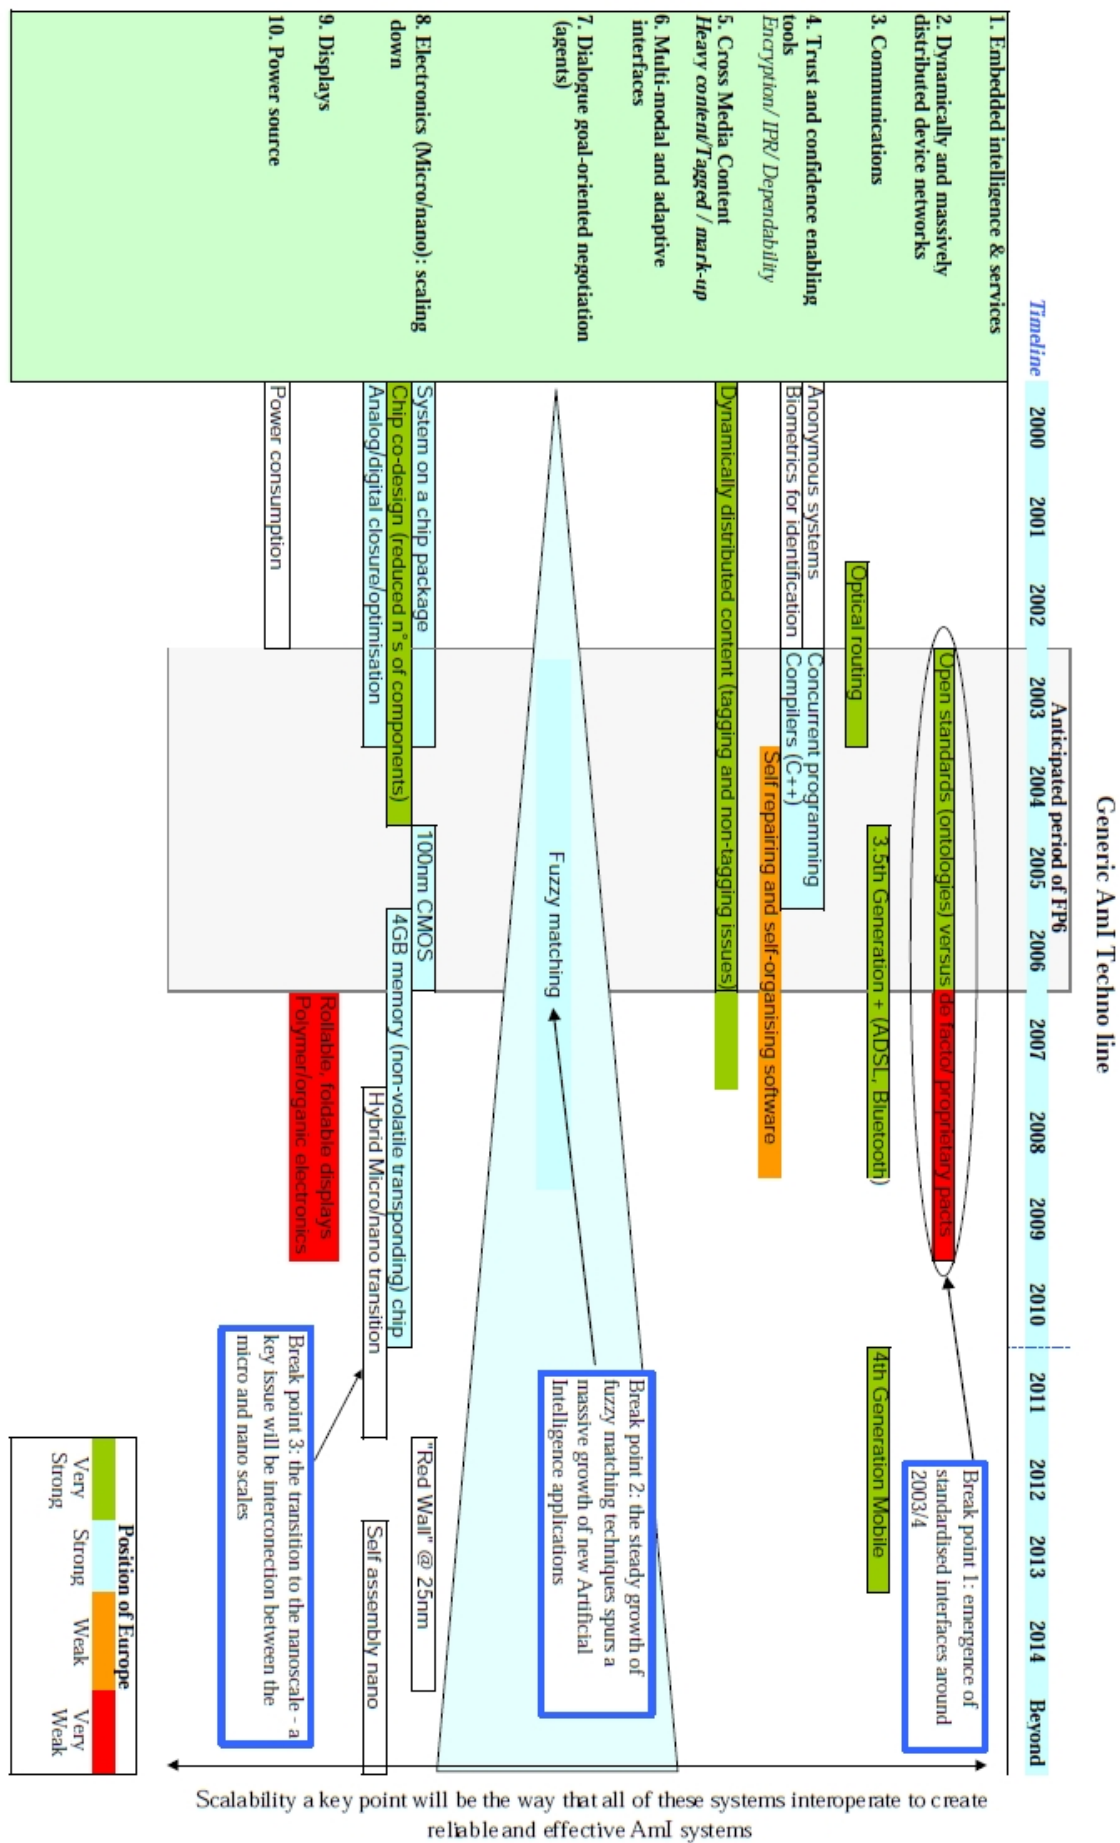 Generic AmI Techno line
Anticipated period of FP6
Timeline
2000
2001
2002
2003
2004
2005
2006
2007
2008
2009
2010
2011
2012
2013
2014
Beyond
1. Embedded intelligence & services
2. Dynamically and massively
distributed device networks
Open standards (ontologies) versus de facto/ proprietary pacts
Break point 1: emergence of
standardised interfaces around
2003/4
3. Communications
3.5th Generation + (ADSL, Bluetooth)
4th Generation Mobile
Optical routing
4. Trust and confidence enabling
tools
Encryption/ IPR/ Dependability
Anonymous systems
Biometrics for identification
Concurrent programming
Compilers (C++)
Self repairing and self-organising software
5. Cross Media Content
Heavy content/Tagged / mark-up
Dynamically distributed content (tagging and non-tagging issues)
6. Multi-modal and adaptive
interfaces
7. Dialogue goal-oriented negotiation
(agents)
Fuzzy matching
Break point 2: the steady growth of
fuzzy matching techniques spurs a
massive growth of new Artificial
Intelligence applications
8. Electronics (Micro/nano): scaling
down
System on a chip package
100nm CMOS
"Red Wall" @ 25nm
Chip co-design (reduced n°s of components)
4GB memory (non-volatile transponding) chip
Analog/digital closure/optimisation
Hybrid Micro/nano transition
Self assembly nano
9. Displays
Rollable, foldable displays
Polymer/organic electronics
10. Power source
Power consumption
Break point 3: the transition to the nanoscale - a
key issue will be interconection between the
micro and nano scales
Position of Europe
Very
Strong
Strong
Weak
Very
Weak
Scalability a key point will be the way that all of these systems interoperate to create
reliable and effective AmI systems